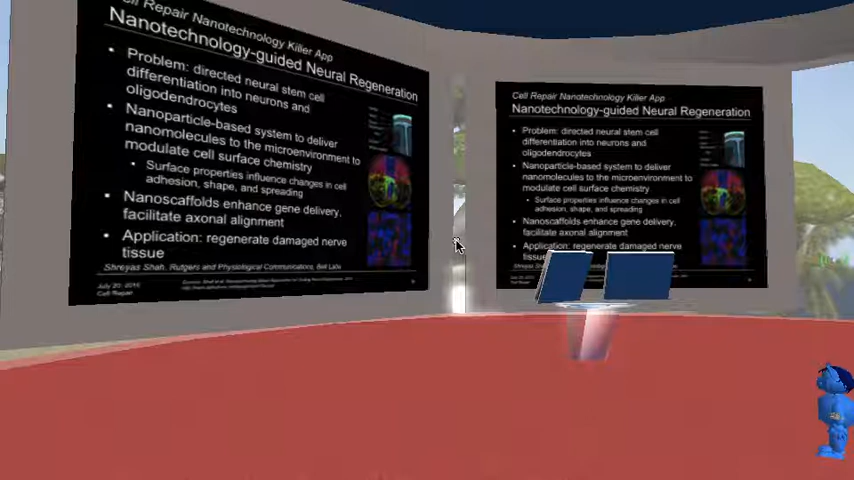 Cell Repair Nanotechnology Killer App
Nanotechnology-guided Neural Regeneration
• Problem: directed neural stem cell
differentiation into neurons and
oligodendrocytes
• Nanoparticle-based system to deliver
nanomolecules to the microenvironment to
modulate cell surface chemistry
• Surface properties influence changes in cell
adhesion, shape, and spreading
• Nanoscaffolds enhance gene delivery,
facilitate axonal alignment
• Application: regenerate damaged nerve
tissue
Shreyas Shah, Rutgers and Physiological Communications, Bell Labs
July 20, 2016
Cell Repair
Cell Repair Nanotechnology Killer App
Nanotechnology-guided Neural Regeneration
• Problem: directed neural stem cell
differentiation into neurons and
oligodendrocytes
• Nanoparticle-based system to deliver
nanomolecules to the microenvironment to
modulate cell surface chemistry
• Surface properties influence changes in cell
adhesion, shape, and spreading
• Nanoscaffolds enhance gene delivery,
facilitate axonal alignment
• Application: regenerate damaged nerve